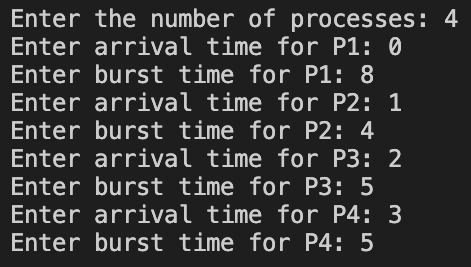 Enter the number of processes: 4
Enter arrival time for P1: 0
Enter burst time for P1: 8
Enter arrival time for P2: 1
Enter burst time for P2: 4
Enter arrival time for P3: 2
Enter burst time for P3: 5
Enter arrival time for P4: 3
Enter burst time for P4: 5